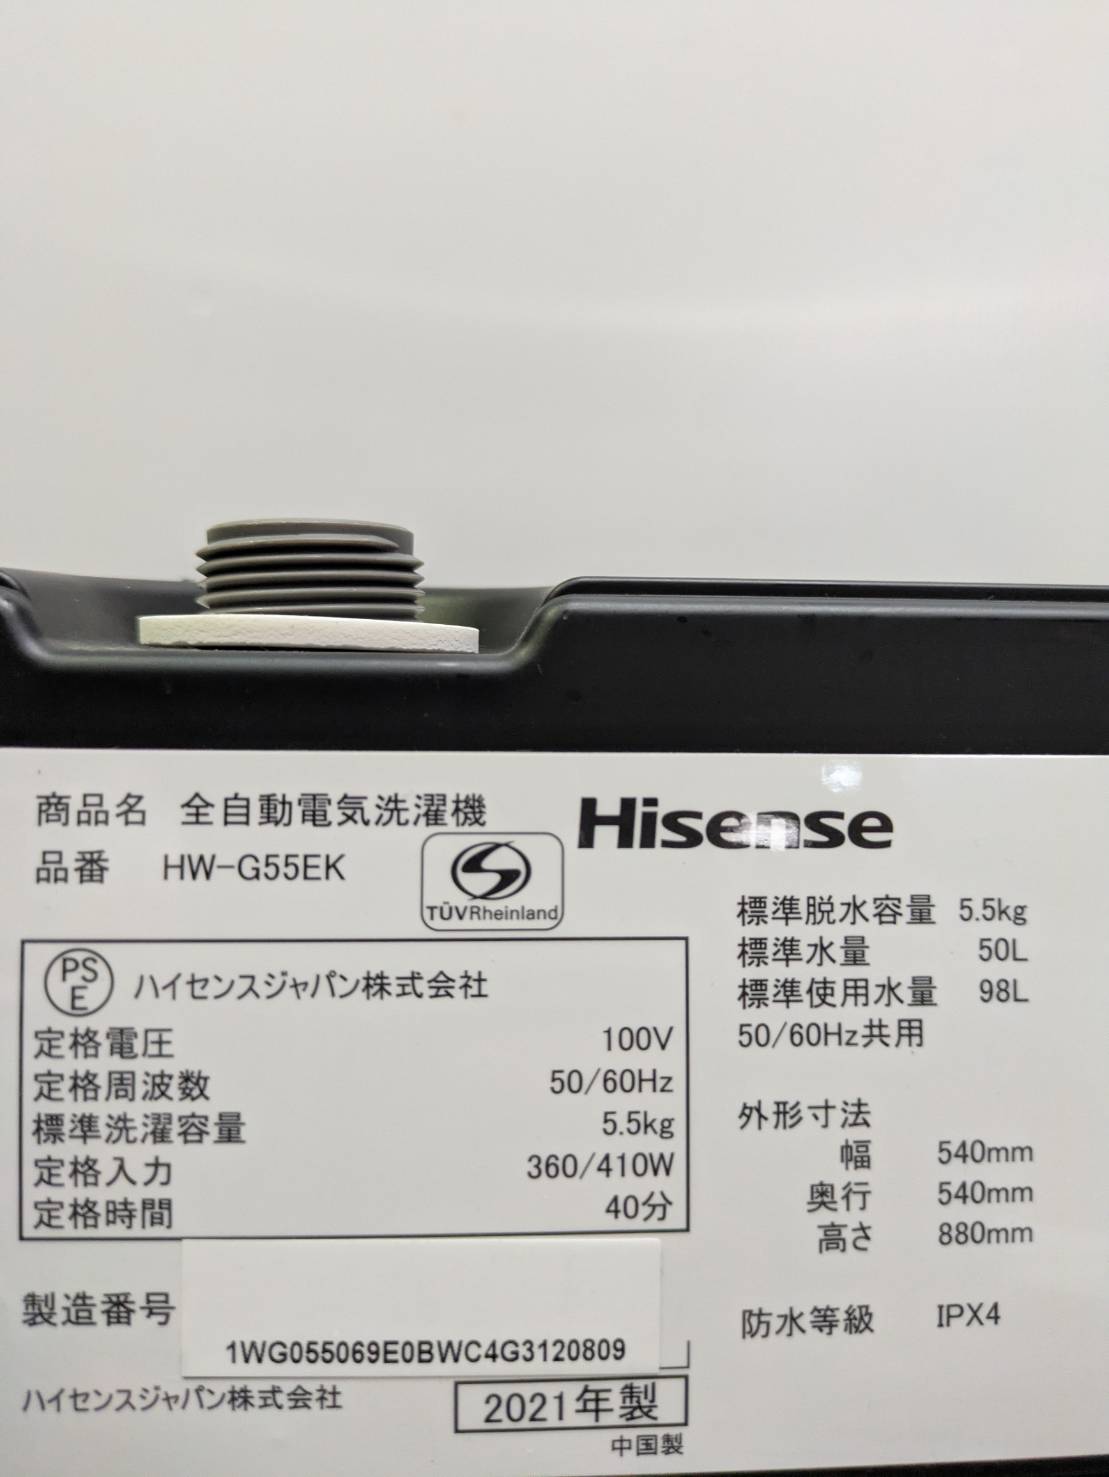 商品名 全自動電気洗濯機
品番 HW-G55EK
TÜVRheinland
Hisense
PSE ハイセンスジャパン株式会社
定格電圧 100V
定格周波数 50/60Hz
標準洗濯容量 5.5kg
定格入力 360/410W
定格時間 40分
標準脱水容量 5.5kg
標準水量 50L
標準使用水量 98L
50/60Hz共用
外形寸法
幅 540mm
奥行 540mm
高さ 880mm
防水等級 IPX4
製造番号
1WG055069E0BWC4G3120809
ハイセンスジャパン株式会社
2021年製
中国製